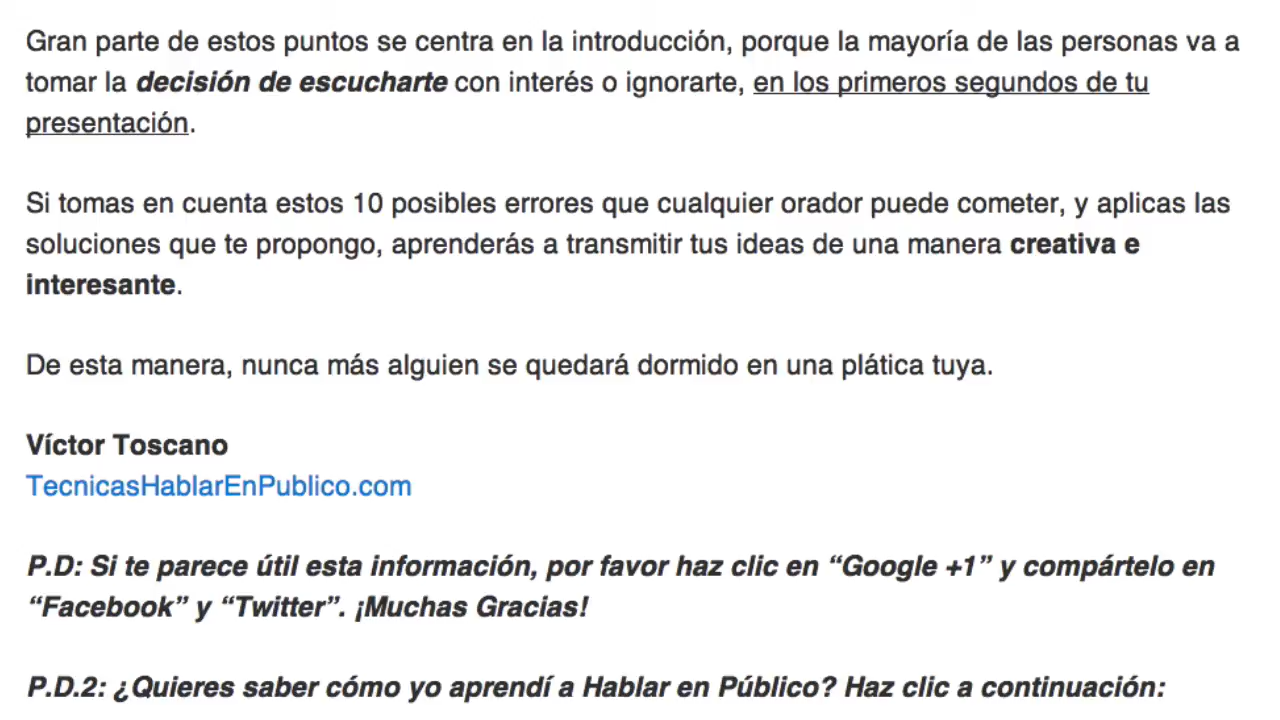 Gran parte de estos puntos se centra en la introducción, porque la mayoría de las personas va a
tomar la decisión de escucharte con interés o ignorarte, en los primeros segundos de tu
presentación.
Si tomas en cuenta estos 10 posibles errores que cualquier orador puede cometer, y aplicas las
soluciones que te propongo, aprenderás a transmitir tus ideas de una manera creativa e
interesante.
De esta manera, nunca más alguien se quedará dormido en una plática tuya.
Víctor Toscano
TecnicasHablarEnPublico.com
P.D: Si te parece útil esta información, por favor haz clic en “Google +1” y compártelo en
“Facebook” y “Twitter”. ¡Muchas Gracias!
P.D.2: ¿Quieres saber cómo yo aprendí a Hablar en Público? Haz clic a continuación: